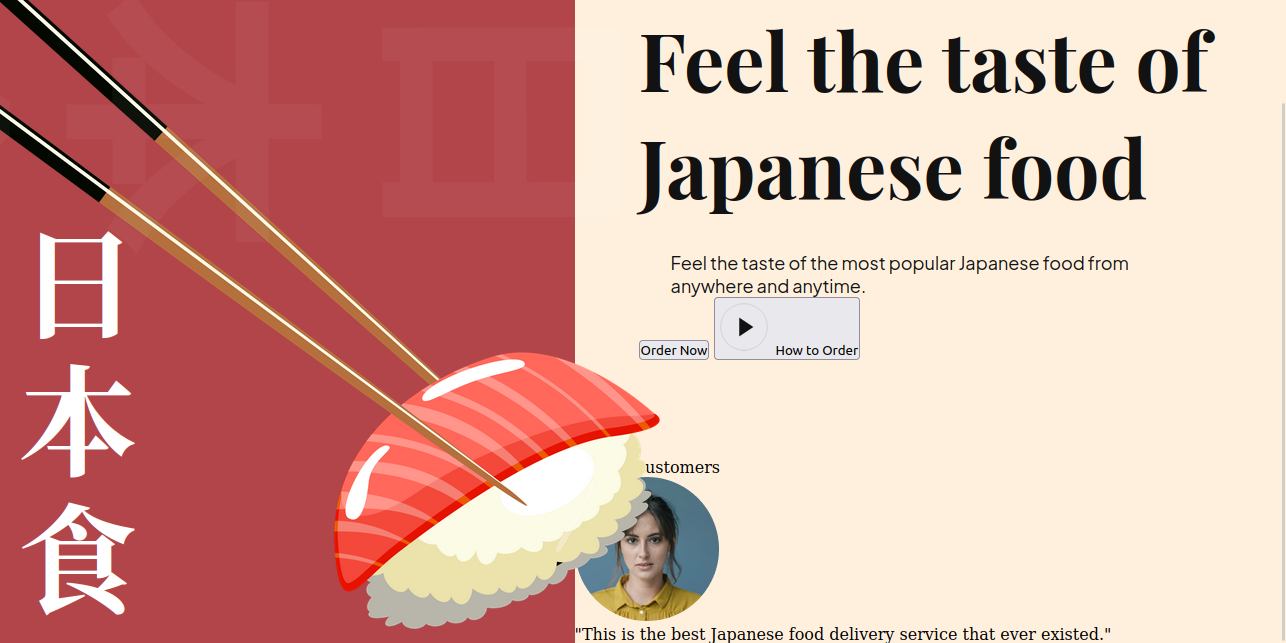 日
本
食
Feel the taste of
Japanese food
Feel the taste of the most popular Japanese food from
anywhere and anytime.
Order Now
How to Order
ustomers
"This is the best Japanese food delivery service that ever existed."